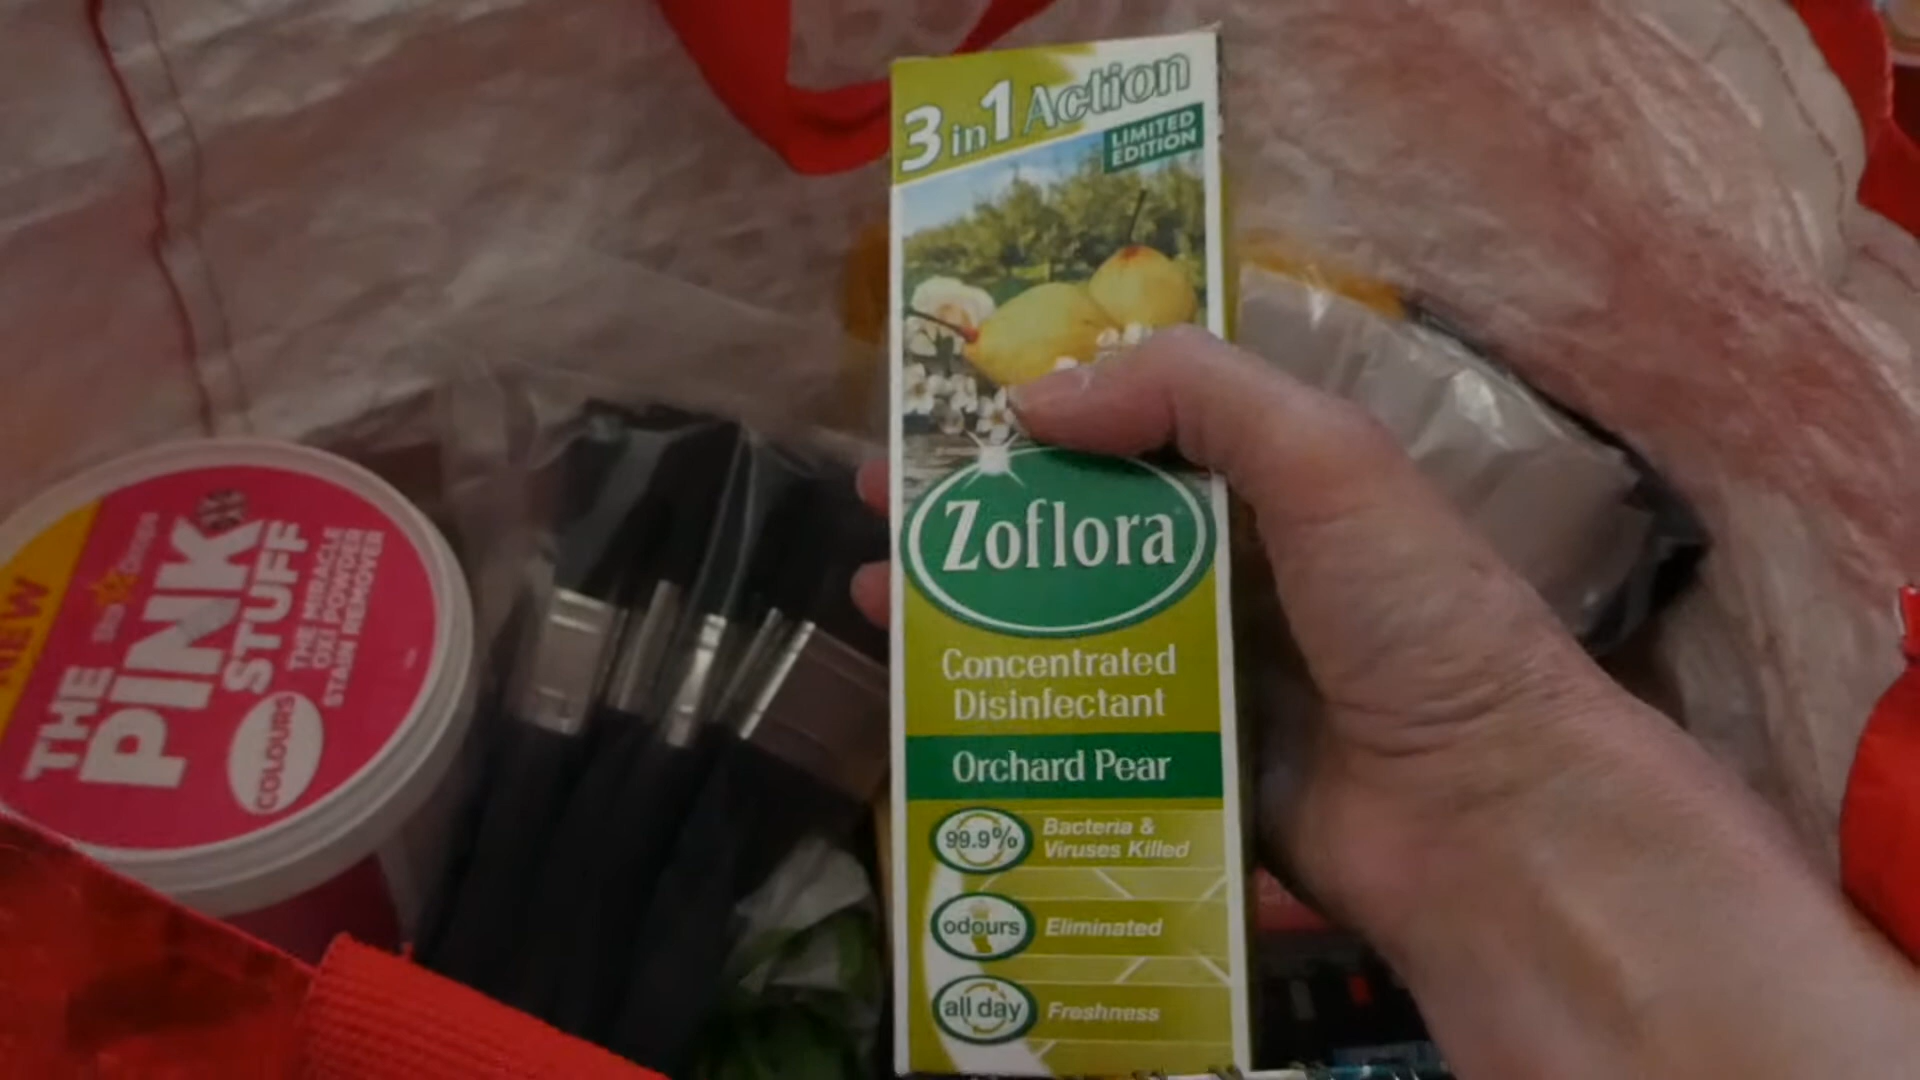 3 in 1 Action
LIMITED
EDITION
Zoflora
Concentrated
Disinfectant
Orchard Pear
99.9%
Bacteria &
Viruses Killed
odours
Eliminated
all day
Freshness
NEW
THE
PINK
STUFF
THE MIRACLE
OXI POWDER
STAIN REMOVER
COLOURS